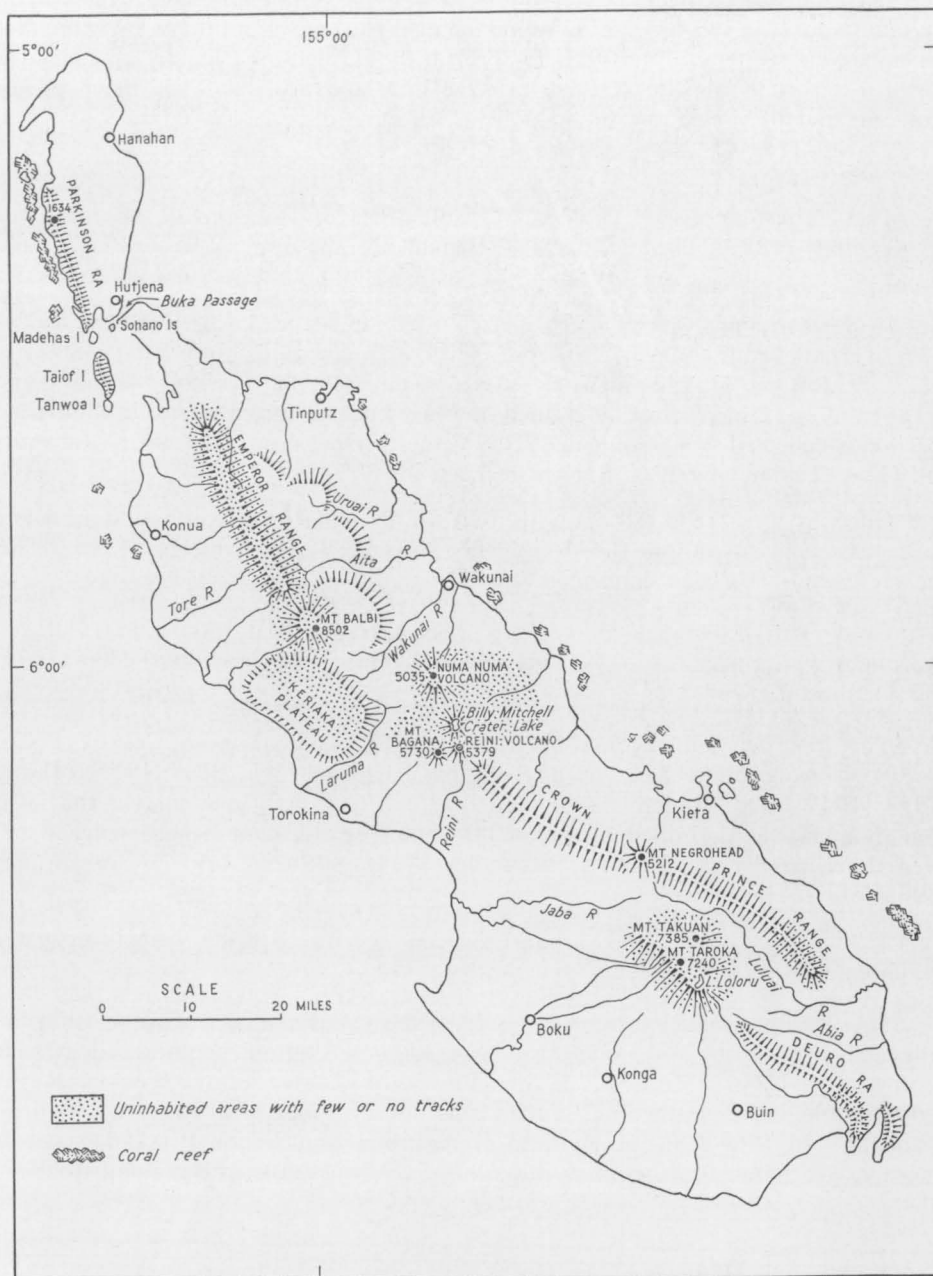 155°00'
5°00'
Hanahan
PARKINSON RA
1634
Hutjena
Buka Passage
Sohano Is
Madehas I
Taiof I
Tanwoa I
Tinputz
EMPEROR RANGE
Uruai R
Konua
Aita R
Wakunai
Tore R
MT BALBI
8502
Wakunai R
6°00'
NUMA NUMA
VOLCANO
5035
KERIAKA
PLATEAU
Billy Mitchell
Crater Lake
MT
BAGANA
5730
REINI VOLCANO
5379
Laruma R
Torokina
Reini R
CROWN PRINCE RANGE
Kieta
MT NEGROHEAD
5212
Jaba R
MT. TAKUAN
7385
MT TAROKA
7240
L. Loloru
Luluai R
SCALE
0 10 20 MILES
Boku
Abia R
DEURO RA
Konga
Buin
Uninhabited areas with few or no tracks
Coral reef